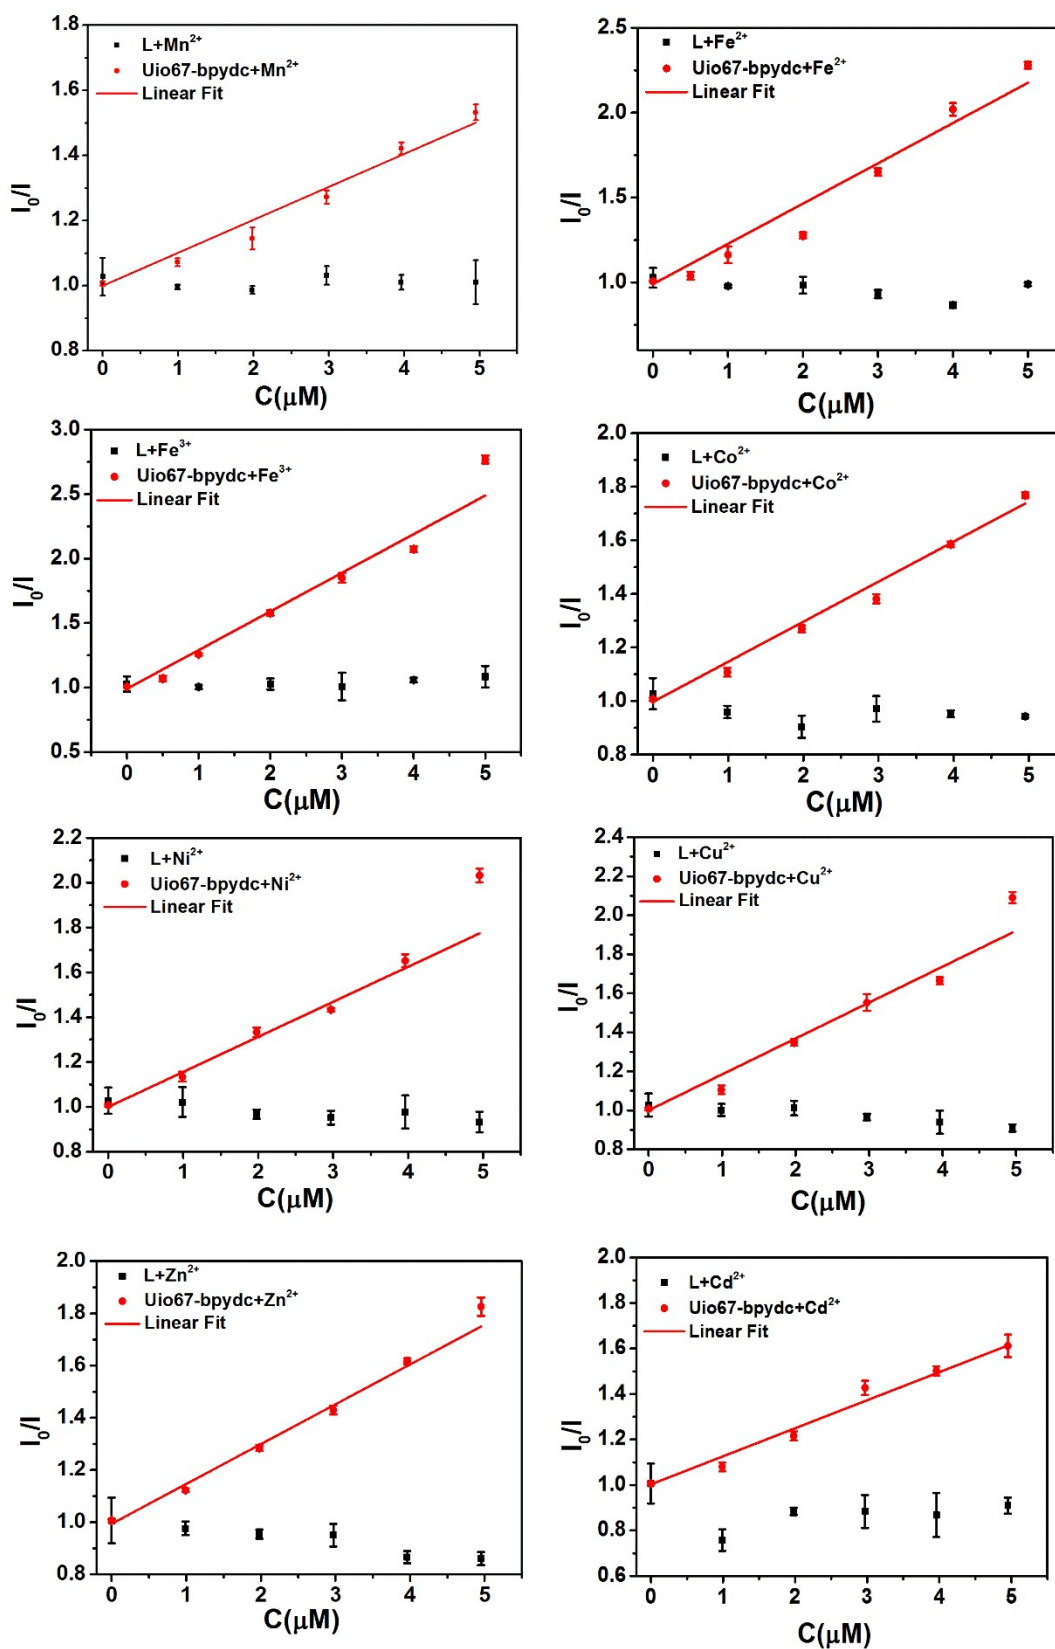 1.8
1.6
1.4
1.2
1.0
0.8
I₀/I
L+Mn²⁺
Uio67-bpydc+Mn²⁺
Linear Fit
0 1 2 3 4 5
C(μM)
2.5
2.0
1.5
1.0
I₀/I
L+Fe²⁺
Uio67-bpydc+Fe²⁺
Linear Fit
0 1 2 3 4 5
C(μM)
3.0
2.5
2.0
1.5
1.0
0.5
I₀/I
L+Fe³⁺
Uio67-bpydc+Fe³⁺
Linear Fit
0 1 2 3 4 5
C(μM)
2.0
1.8
1.6
1.4
1.2
1.0
0.8
I₀/I
L+Co²⁺
Uio67-bpydc+Co²⁺
Linear Fit
0 1 2 3 4 5
C(μM)
2.2
2.0
1.8
1.6
1.4
1.2
1.0
0.8
I₀/I
L+Ni²⁺
Uio67-bpydc+Ni²⁺
Linear Fit
0 1 2 3 4 5
C(μM)
2.4
2.2
2.0
1.8
1.6
1.4
1.2
1.0
0.8
I₀/I
L+Cu²⁺
Uio67-bpydc+Cu²⁺
Linear Fit
0 1 2 3 4 5
C(μM)
2.0
1.8
1.6
1.4
1.2
1.0
0.8
I₀/I
L+Zn²⁺
Uio67-bpydc+Zn²⁺
Linear Fit
0 1 2 3 4 5
C(μM)
2.0
1.8
1.6
1.4
1.2
1.0
0.8
0.6
I₀/I
L+Cd²⁺
Uio67-bpydc+Cd²⁺
Linear Fit
0 1 2 3 4 5
C(μM)